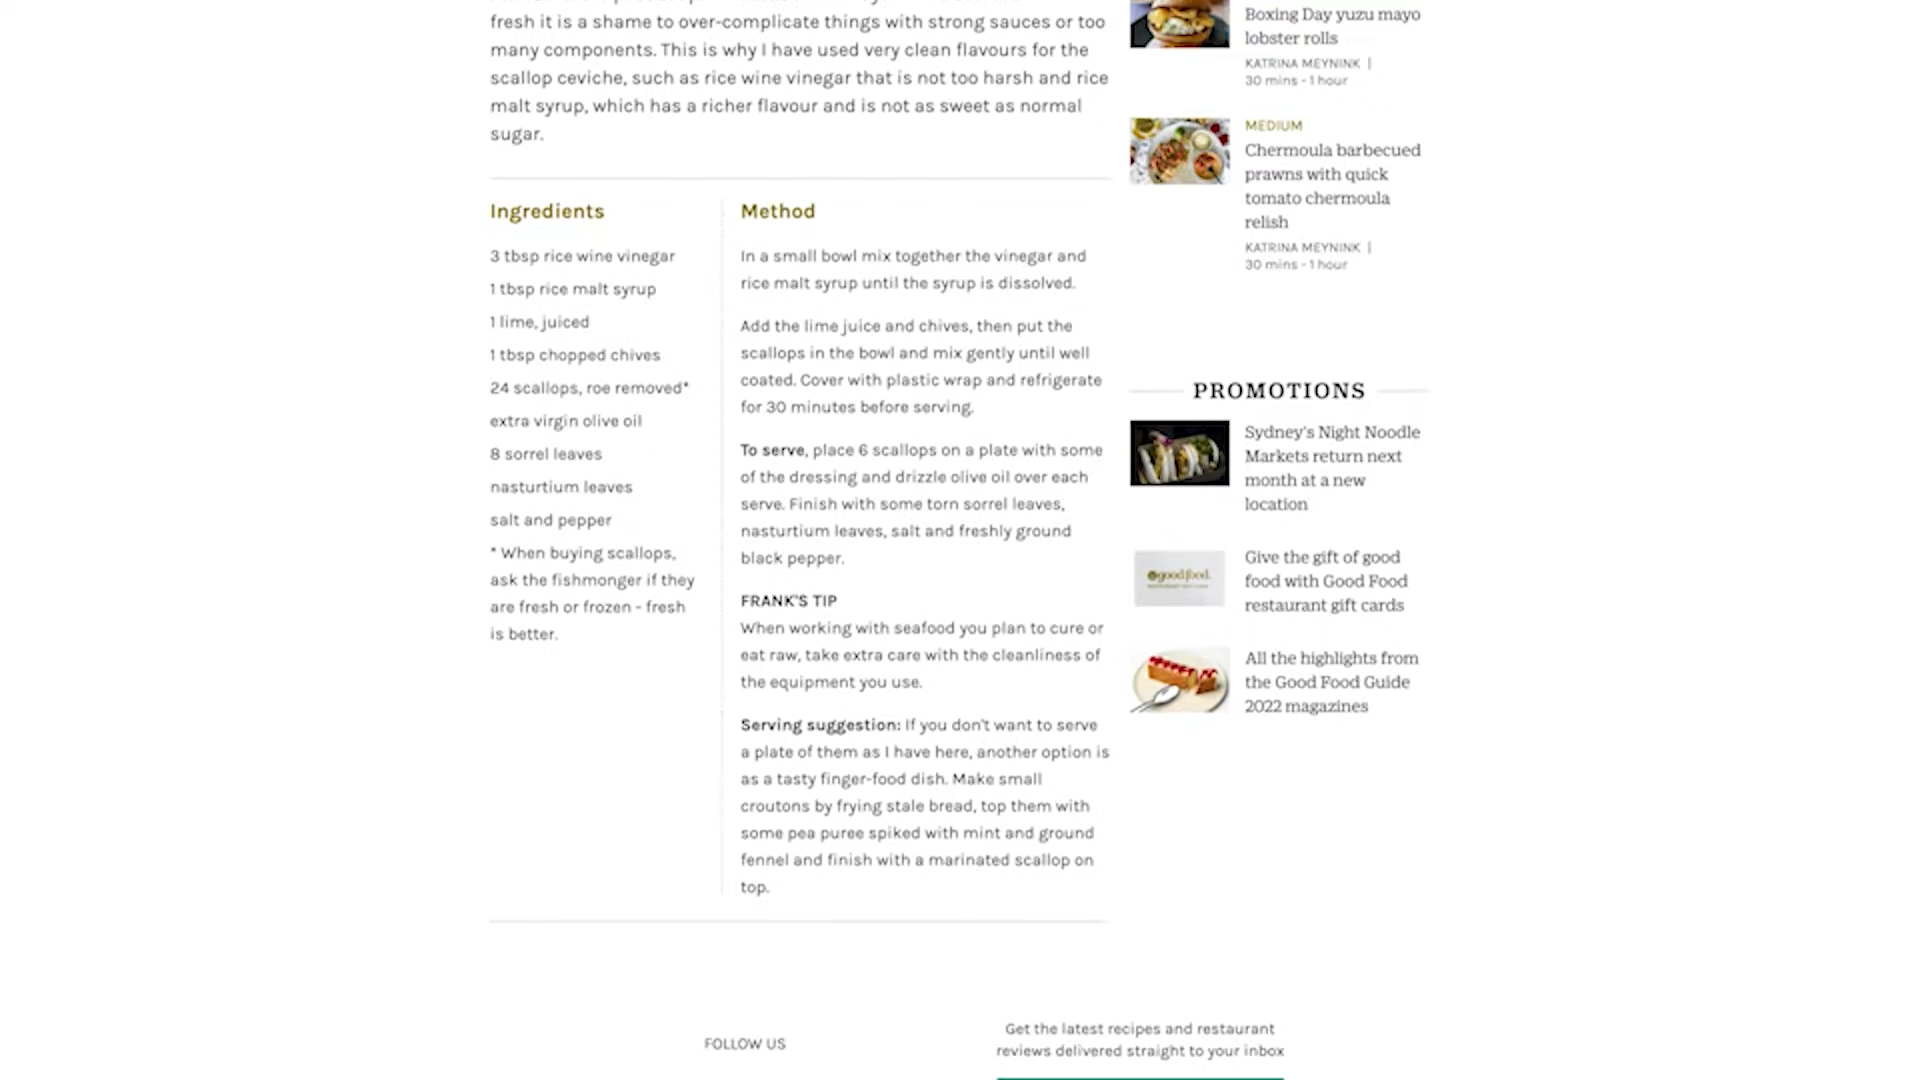 fresh it is a shame to over-complicate things with strong sauces or too
many components. This is why I have used very clean flavours for the
scallop ceviche, such as rice wine vinegar that is not too harsh and rice
malt syrup, which has a richer flavour and is not as sweet as normal
sugar.
Ingredients
3 tbsp rice wine vinegar
1 tbsp rice malt syrup
1 lime, juiced
1 tbsp chopped chives
24 scallops, roe removed*
extra virgin olive oil
8 sorrel leaves
nasturtium leaves
salt and pepper
* When buying scallops,
ask the fishmonger if they
are fresh or frozen - fresh
is better.
Method
In a small bowl mix together the vinegar and
rice malt syrup until the syrup is dissolved.
Add the lime juice and chives, then put the
scallops in the bowl and mix gently until well
coated. Cover with plastic wrap and refrigerate
for 30 minutes before serving.
To serve, place 6 scallops on a plate with some
of the dressing and drizzle olive oil over each
serve. Finish with some torn sorrel leaves,
nasturtium leaves, salt and freshly ground
black pepper.
FRANK'S TIP
When working with seafood you plan to cure or
eat raw, take extra care with the cleanliness of
the equipment you use.
Serving suggestion: If you don't want to serve
a plate of them as I have here, another option is
as a tasty finger-food dish. Make small
croutons by frying stale bread, top them with
some pea puree spiked with mint and ground
fennel and finish with a marinated scallop on
top.
Boxing Day yuzu mayo
lobster rolls
KATRINA MEYNINK |
30 mins - 1 hour
MEDIUM
Chermoula barbecued
prawns with quick
tomato chermoula
relish
KATRINA MEYNINK |
30 mins - 1 hour
PROMOTIONS
Sydney's Night Noodle
Markets return next
month at a new
location
goodfood.
Give the gift of good
food with Good Food
restaurant gift cards
All the highlights from
the Good Food Guide
2022 magazines
FOLLOW US
Get the latest recipes and restaurant
reviews delivered straight to your inbox